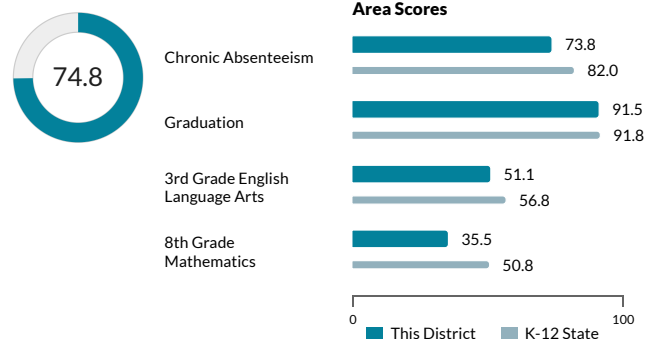 Area Scores
74.8
Chronic Absenteeism
73.8
82.0
Graduation
91.5
91.8
3rd Grade English
Language Arts
51.1
56.8
8th Grade
Mathematics
35.5
50.8
0
100
This District
K-12 State